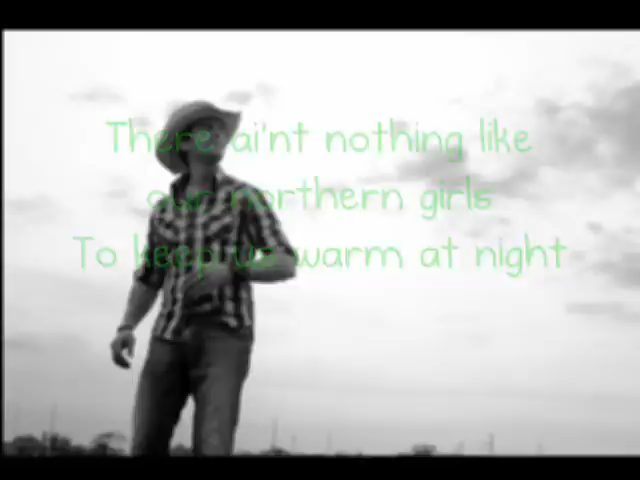 There ai'nt nothing like
our northern girls
To keep us warm at night